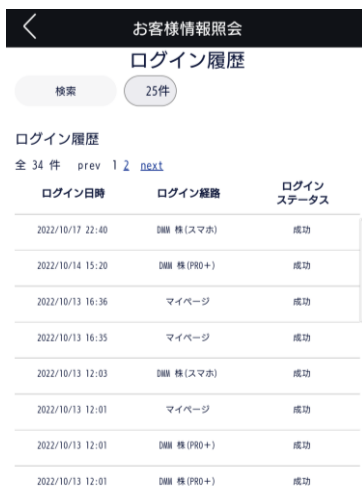 お客様情報照会
ログイン履歴
検索 25件
ログイン履歴
全 34 件 prev 1 2 next
ログイン日時 ログイン経路 ログイン
ステータス
2022/10/17 22:40 DMM 株(スマホ) 成功
2022/10/14 15:20 DMM 株(PRO+) 成功
2022/10/13 16:36 マイページ 成功
2022/10/13 16:35 マイページ 成功
2022/10/13 12:03 DMM 株(スマホ) 成功
2022/10/13 12:01 マイページ 成功
2022/10/13 12:01 DMM 株(PRO+) 成功
2022/10/13 12:01 DMM 株(PRO+) 成功